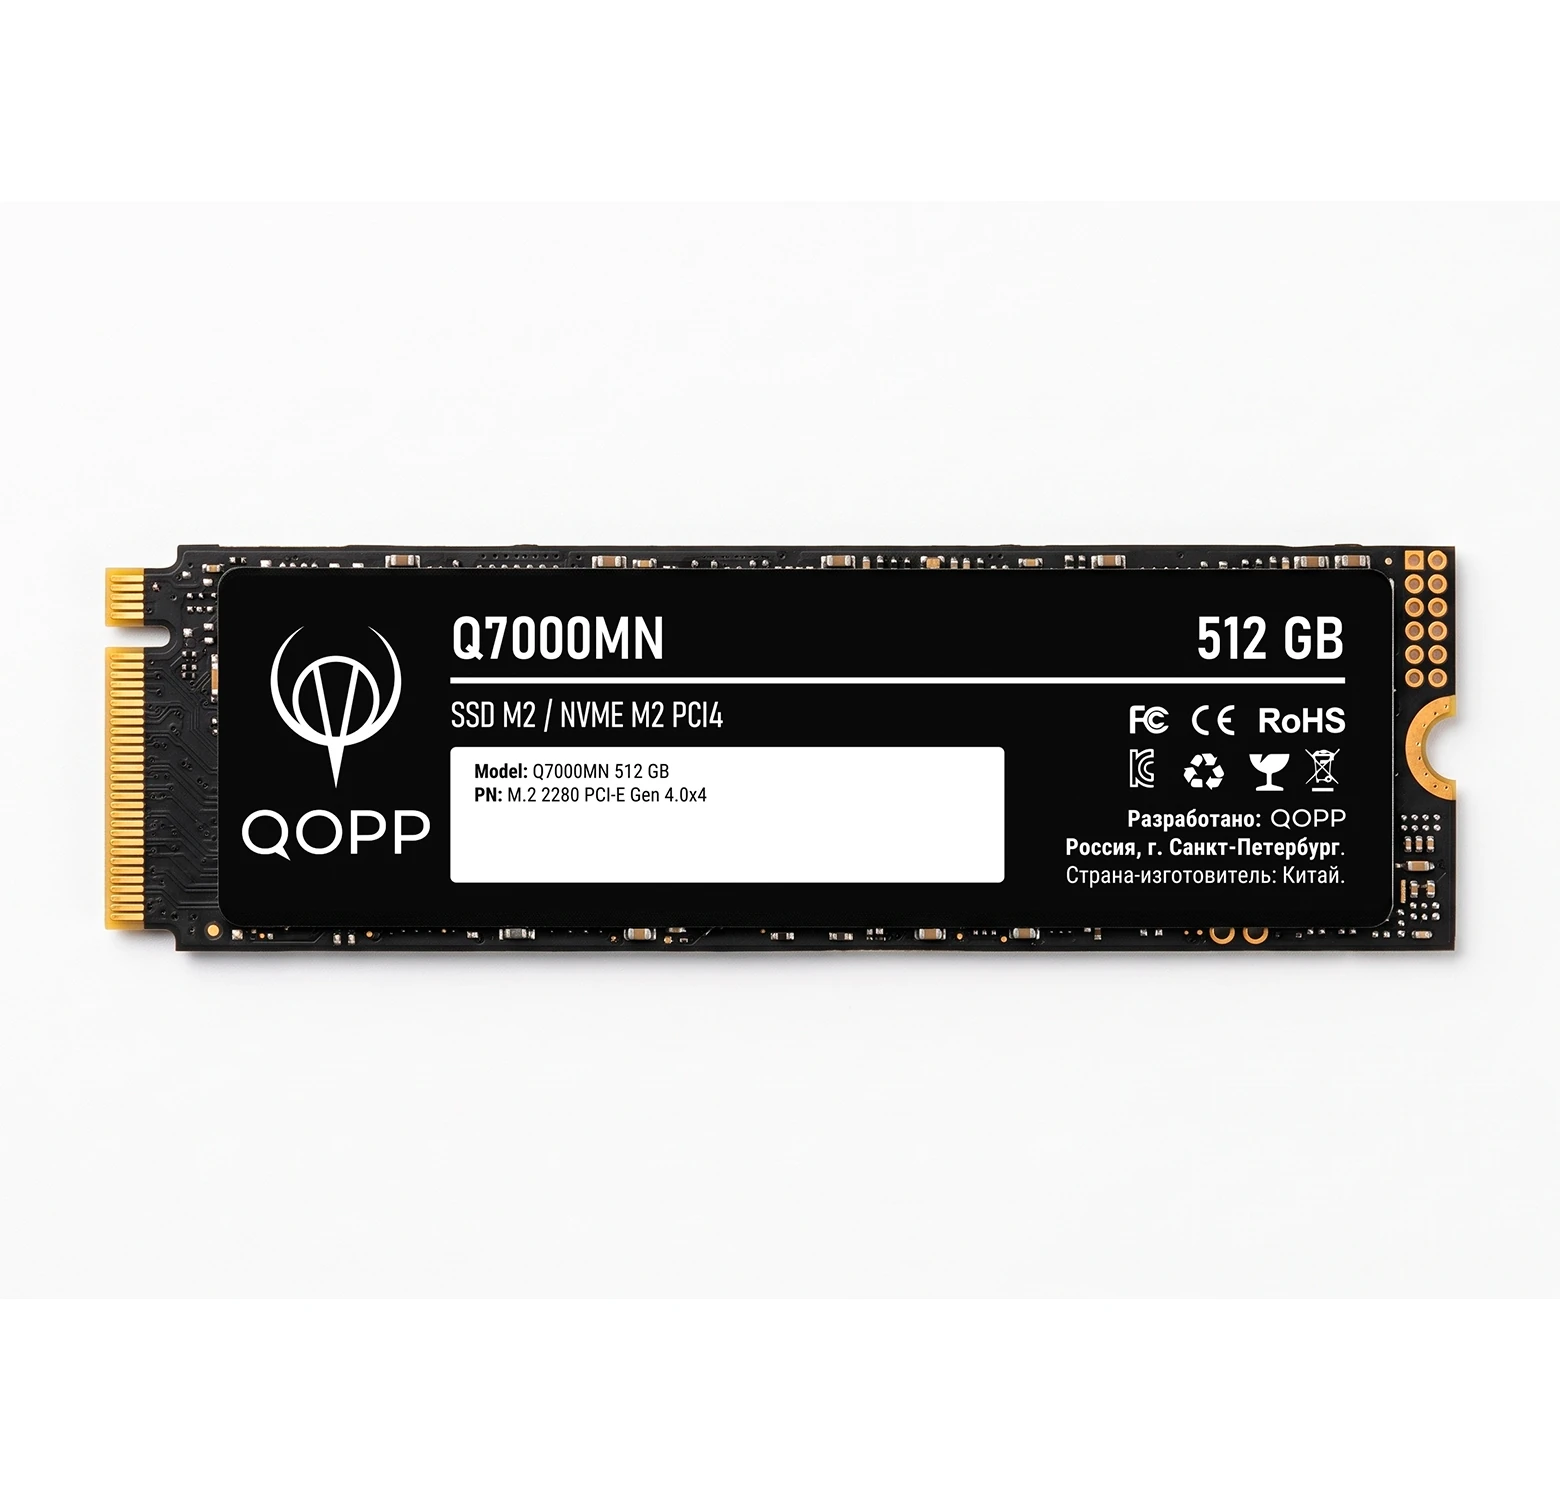 Q7000MN 512 GB
SSD M2 / NVME M2 PCI4
FC CE RoHS
Model: Q7000MN 512 GB
PN: M.2 2280 PCI-E Gen 4.0x4
QOPP
Разработано: QOPP
Россия, г. Санкт-Петербург.
Страна-изготовитель: Китай.